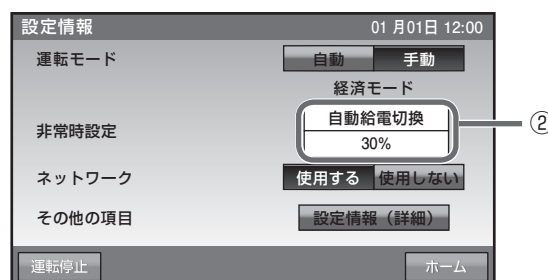 設定情報 01月01日 12:00
運転モード 自動 手動
経済モード
非常時設定 自動給電切換
30%
②
ネットワーク 使用する 使用しない
その他の項目 設定情報（詳細）
運転停止 ホーム